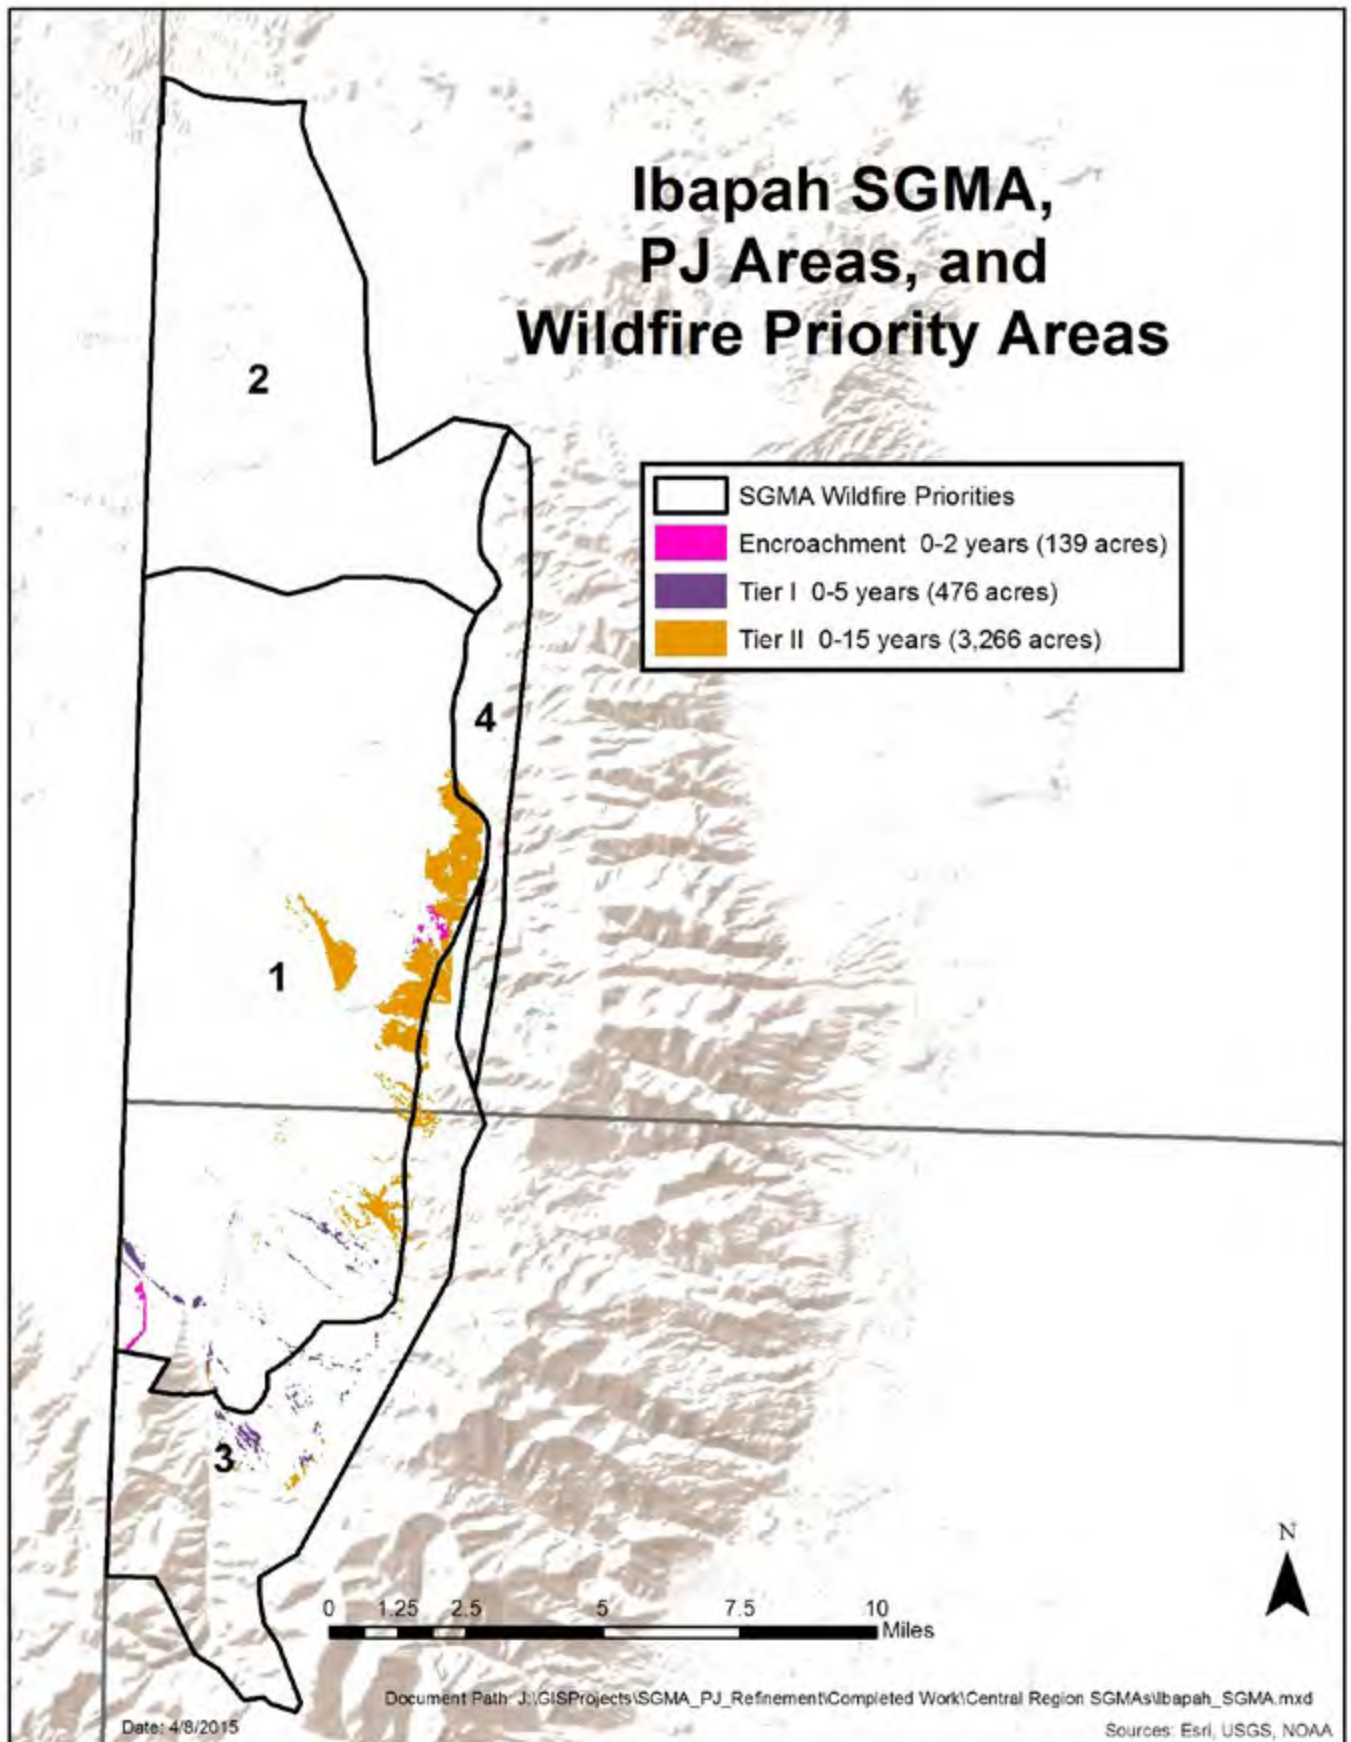 Ibapah SGMA,
PJ Areas, and
Wildfire Priority Areas
2
SGMA Wildfire Priorities
Encroachment 0-2 years (139 acres)
Tier I 0-5 years (476 acres)
Tier II 0-15 years (3,266 acres)
4
1
3
N
0 1.25 2.5 5 7.5 10
Miles
Document Path: J:\GISProjects\SGMA_PJ_Refinement\Completed Work\Central Region SGMAs\Ibapah_SGMA.mxd
Date: 4/8/2015
Sources: Esri, USGS, NOAA